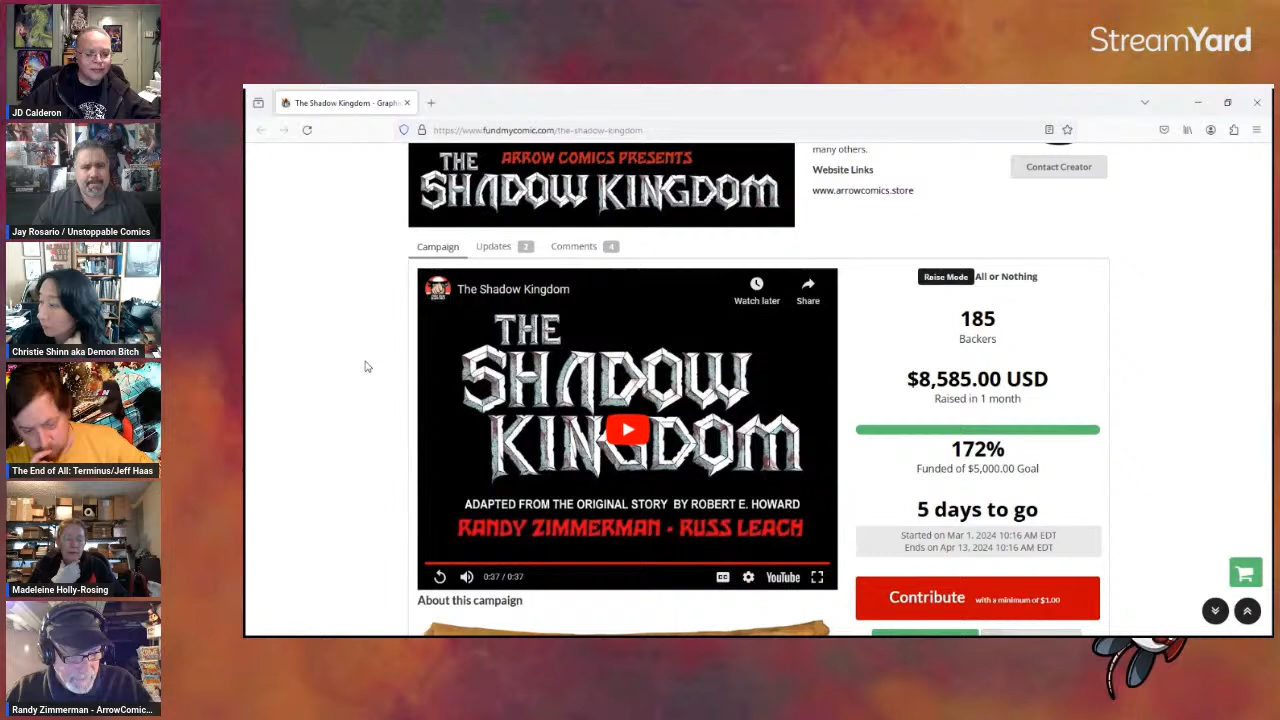 StreamYard
JD Calderon
Jay Rosario / Unstoppable Comics
Christie Shinn aka Demon Bitch
The End of All: Terminus/Jeff Haas
Madeleine Holly-Rosing
Randy Zimmerman - ArrowComic...
The Shadow Kingdom - Graphi
https://www.fundmycomic.com/the-shadow-kingdom
ARROW COMICS PRESENTS
THE
SHADOW KINGDOM
many others.
Website Links
www.arrowcomics.store
Contact Creator
Campaign Updates 2 Comments 4
The Shadow Kingdom
Watch later
Share
THE
SHADOW
KINGDOM
ADAPTED FROM THE ORIGINAL STORY BY ROBERT E. HOWARD
RANDY ZIMMERMAN · RUSS LEACH
0:37 / 0:37
CC
YouTube
About this campaign
Raise Mode All or Nothing
185
Backers
$8,585.00 USD
Raised in 1 month
172%
Funded of $5,000.00 Goal
5 days to go
Started on Mar 1, 2024 10:16 AM EDT
Ends on Apr 13, 2024 10:16 AM EDT
Contribute with a minimum of $1.00